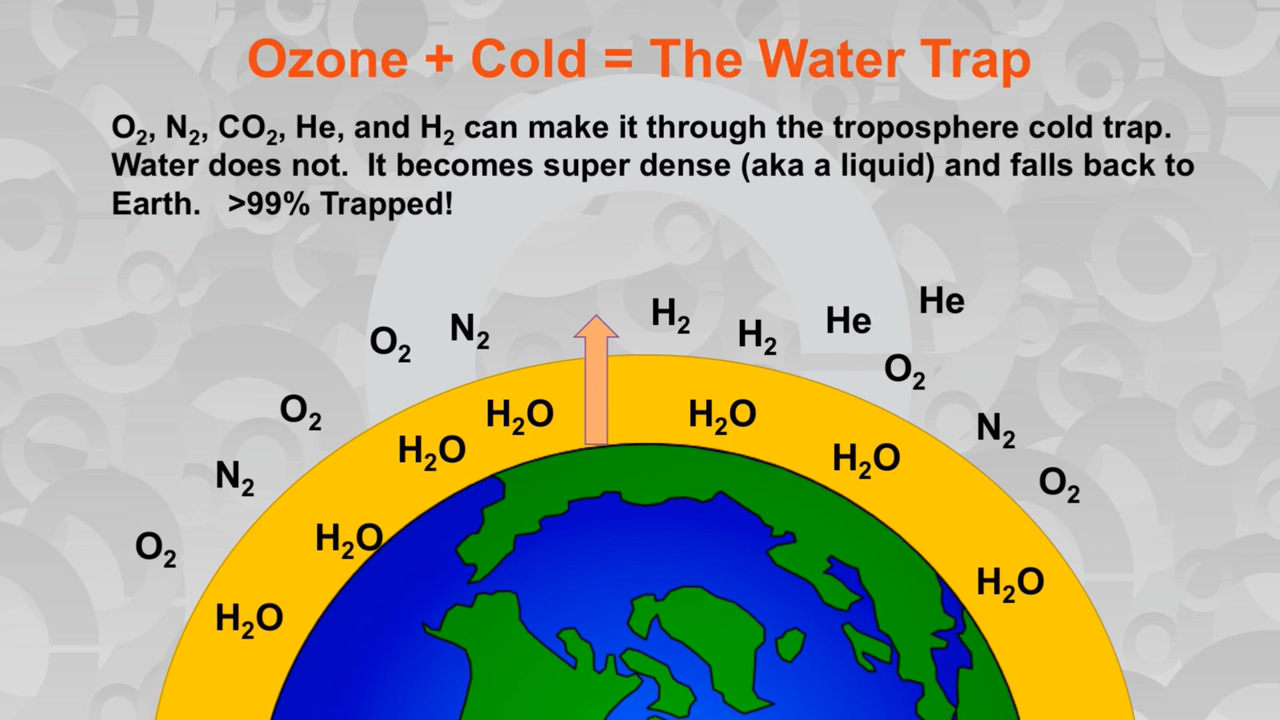 Ozone + Cold = The Water Trap
O₂, N₂, CO₂, He, and H₂ can make it through the troposphere cold trap.
Water does not.  It becomes super dense (aka a liquid) and falls back to
Earth.   >99% Trapped!
He
H₂
He
N₂
H₂
O₂
O₂
O₂
H₂O
H₂O
N₂
H₂O
H₂O
N₂
O₂
H₂O
O₂
H₂O
H₂O